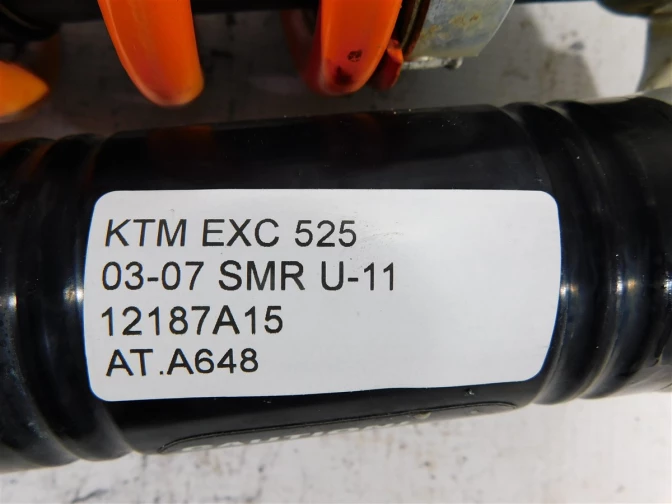 KTM EXC 525
03-07 SMR U-11
12187A15
AT.A648